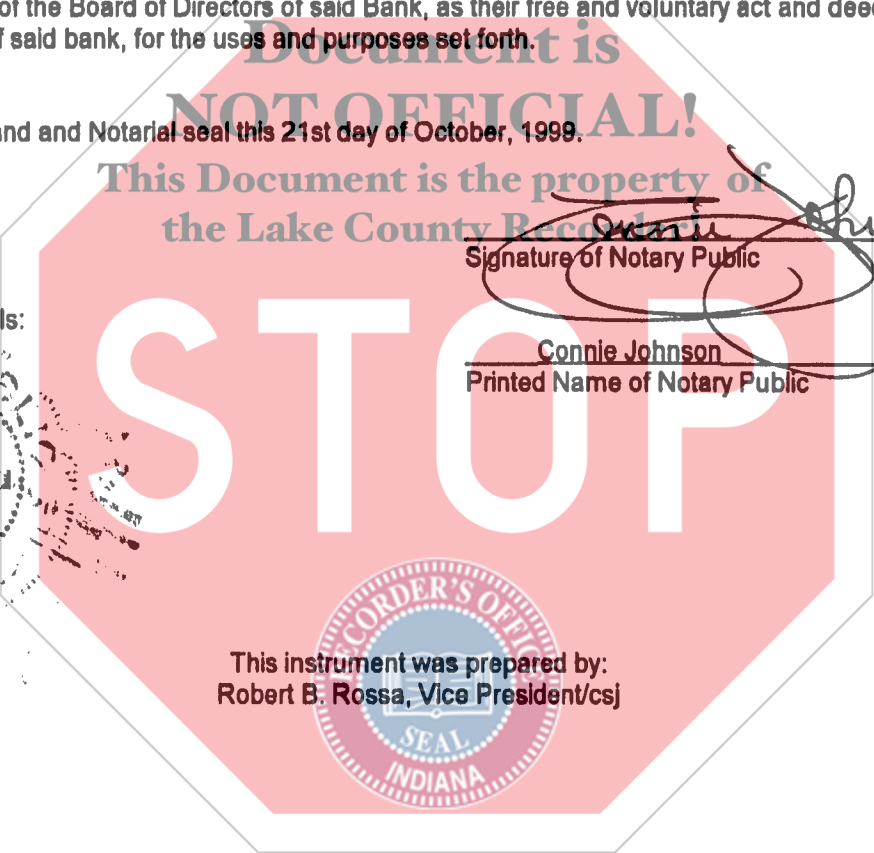 of the Board of Directors of said Bank, as their free and voluntary act and deed
f said bank, for the uses and purposes set forth.
Document is
NOT OFFICIAL!
and and Notarial seal this 21st day of October, 1999.
This Document is the property of
the Lake County Recorder!
Signature of Notary Public
ls:
Connie Johnson
Printed Name of Notary Public
STOP
RECORDER'S OFFICE
This instrument was prepared by:
Robert B. Rossa, Vice President/csj
SEAL
INDIANA